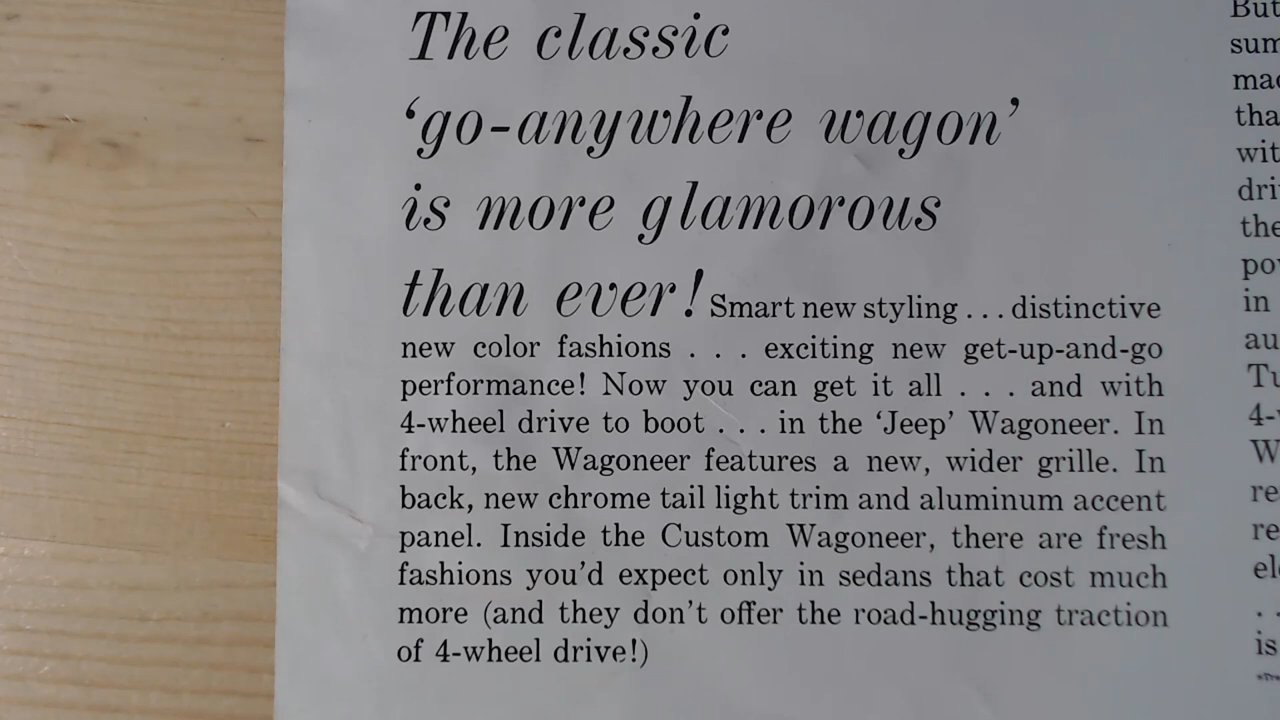 The classic
‘go-anywhere wagon’
is more glamorous
than ever! Smart new styling . . . distinctive
new color fashions . . . exciting new get-up-and-go
performance! Now you can get it all . . . and with
4-wheel drive to boot . . . in the ‘Jeep’ Wagoneer. In
front, the Wagoneer features a new, wider grille. In
back, new chrome tail light trim and aluminum accent
panel. Inside the Custom Wagoneer, there are fresh
fashions you’d expect only in sedans that cost much
more (and they don’t offer the road-hugging traction
of 4-wheel drive!)
But
the
in
is